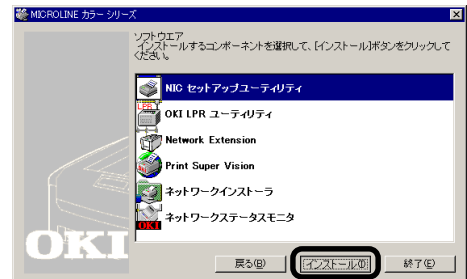 MICROLINE カラー シリーズ
ソフトウエア
インストールするコンポーネントを選択して、[インストール]ボタンをクリックして
ください。
NIC セットアップユーティリティ
LPR
OKI LPR ユーティリティ
Network Extension
Print Super Vision
ネットワークインストーラ
OKI
ネットワークステータスモニタ
OKI
戻る(B)
インストール(I)
終了(E)